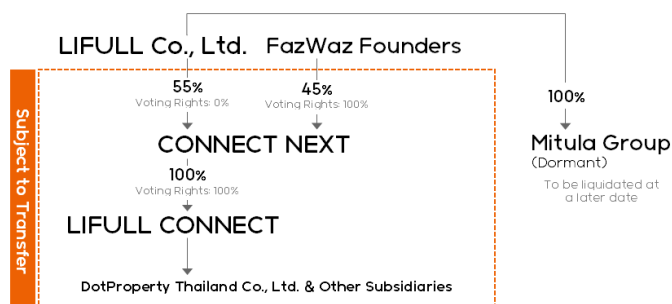 LIFULL Co., Ltd. FazWaz Founders
Subject to Transfer
55% 45%
Voting Rights: 0% Voting Rights: 100%
100%
CONNECT NEXT
Mitula Group
(Dormant)
To be liquidated at
a later date
100%
Voting Rights: 100%
LIFULL CONNECT
DotProperty Thailand Co., Ltd. & Other Subsidiaries